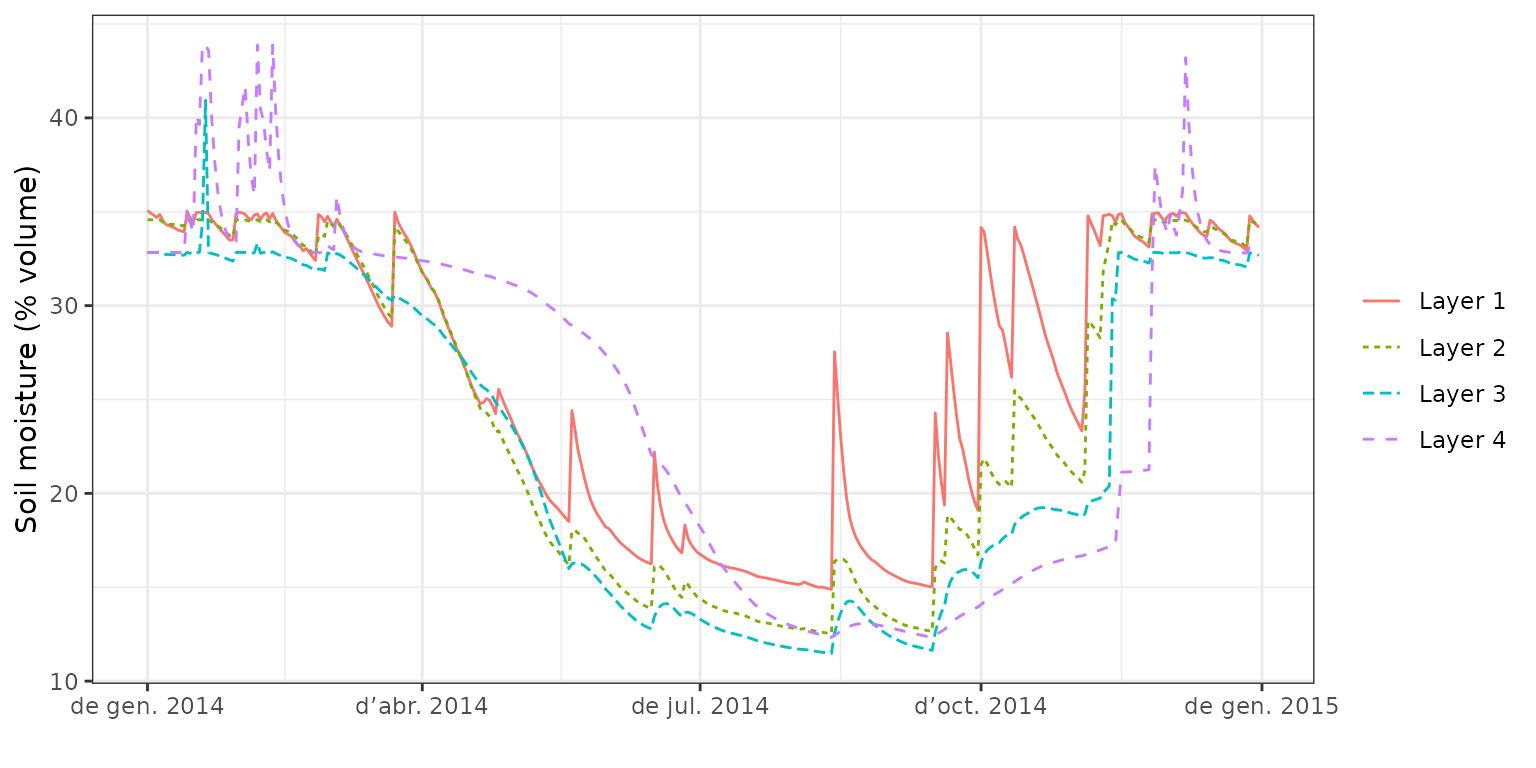 Soil moisture (% volume)
40
30
20
10
de gen. 2014
d’abr. 2014
de jul. 2014
d’oct. 2014
de gen. 2015
Layer 1
Layer 2
Layer 3
Layer 4